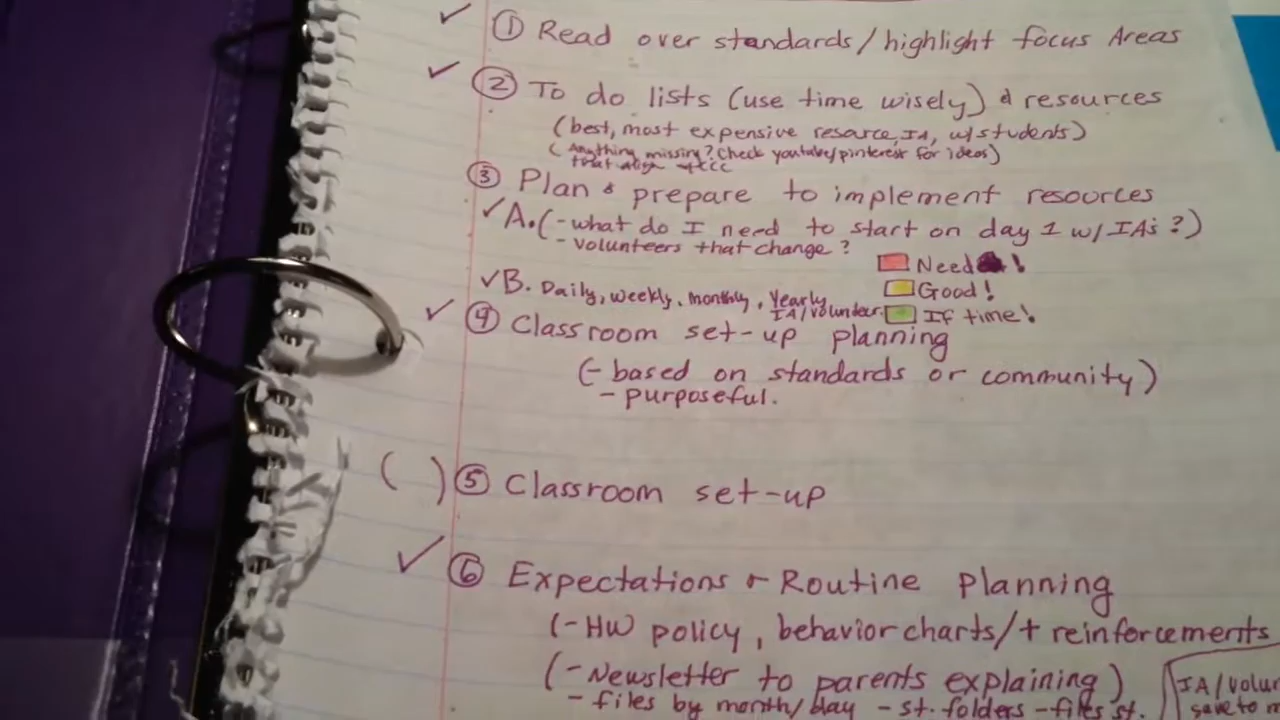 ✓ ① Read over standards/highlight focus Areas
✓ ② To do lists (use time wisely) & resources
(best, most expensive resorce, IA, w/students)
(Anything missing? Check youtube/pinterest for ideas)
that align
③ Plan & prepare to implement resources
✓ A. (-what do I need to start on day 1 w/ IAs?)
- volunteers that change?
Need !
✓ B. Daily, weekly, monthly, Yearly
Good!
IA/Volunteer
If time!
✓ ④ Classroom set-up planning
(- based on standards or community)
- purposeful.
( ) ⑤ Classroom set-up
✓ ⑥ Expectations & Routine Planning
(- HW policy, behavior charts/+ reinforcements
(- Newsletter to parents explaining)
- files by month/day - st. folders - files st.
IA/Volun
save to